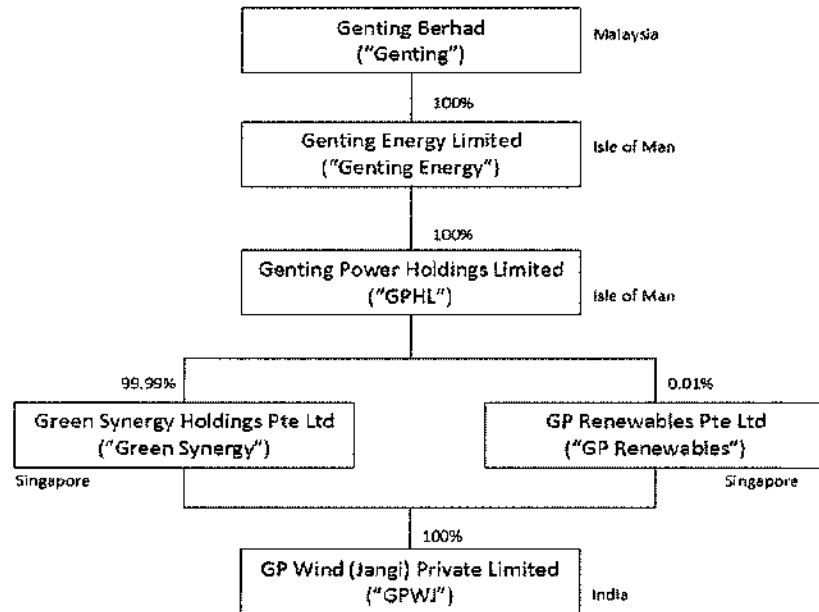 Genting Berhad
("Genting")
Malaysia
100%
Genting Energy Limited
("Genting Energy")
Isle of Man
100%
Genting Power Holdings Limited
("GPHL")
Isle of Man
99.99%
0.01%
Green Synergy Holdings Pte Ltd
("Green Synergy")
GP Renewables Pte Ltd
("GP Renewables")
Singapore
Singapore
100%
GP Wind (Jangi) Private Limited
("GPWJ")
India